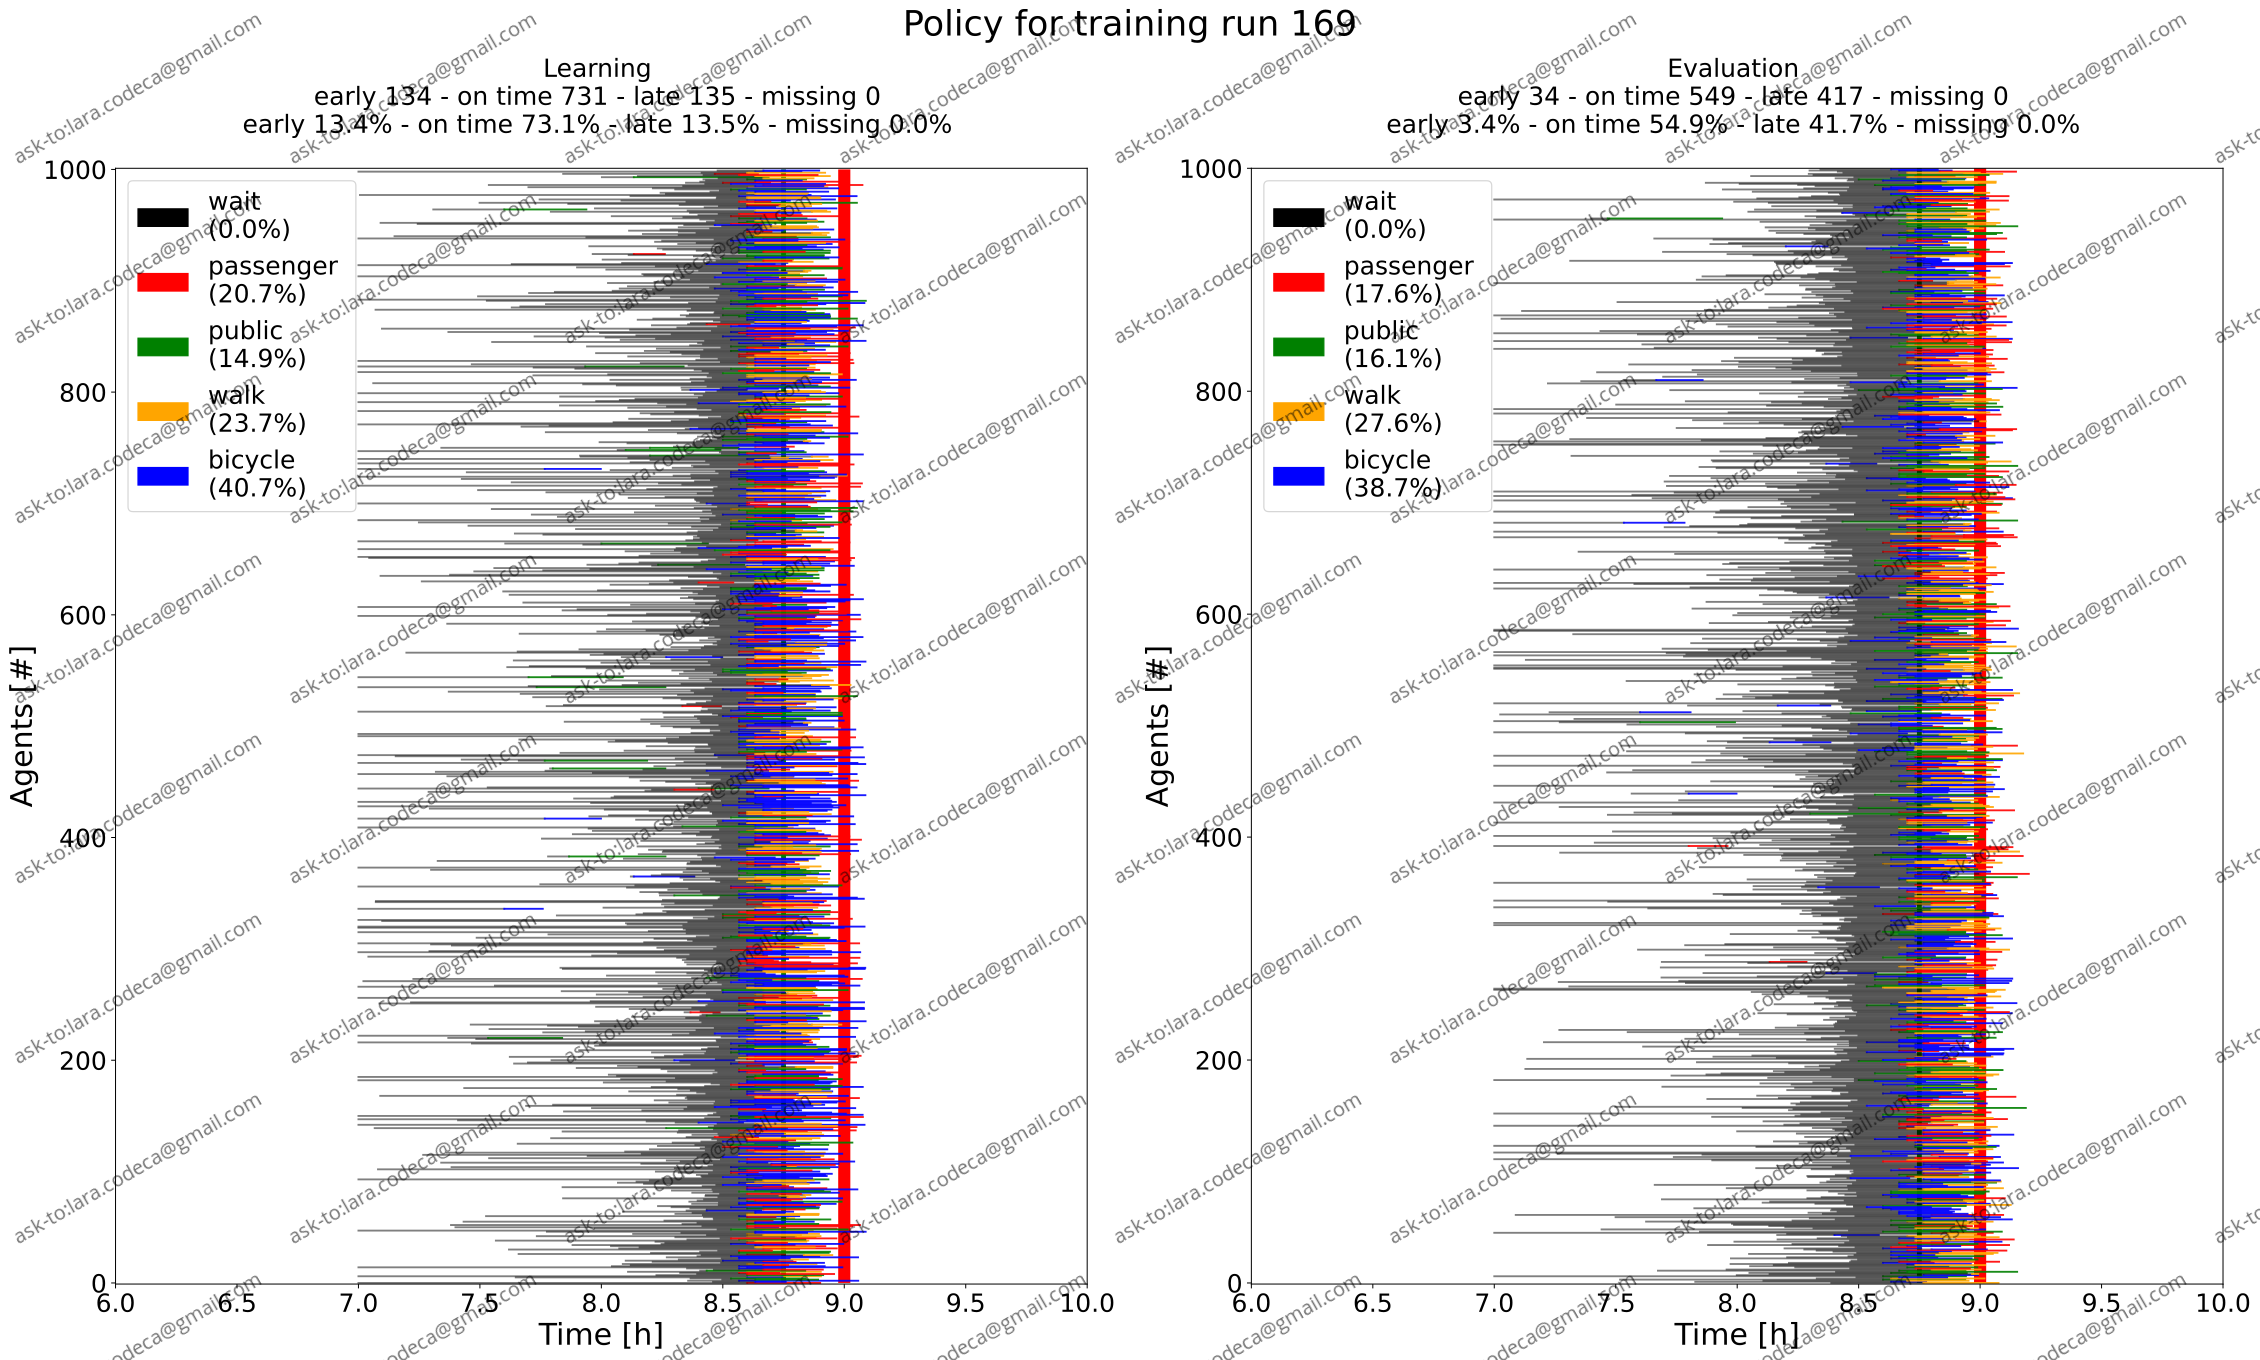 Policy for training run 169
Learning
early 134 - on time 731 - late 135 - missing 0
early 13.4% - on time 73.1% - late 13.5% - missing 0.0%
1000
800
600
400
200
0
Agents [#]
wait
(0.0%)
passenger
(20.7%)
public
(14.9%)
walk
(23.7%)
bicycle
(40.7%)
6.0 6.5 7.0 7.5 8.0 8.5 9.0 9.5 10.0
Time [h]
Evaluation
early 34 - on time 549 - late 417 - missing 0
early 3.4% - on time 54.9% - late 41.7% - missing 0.0%
1000
800
600
400
200
0
Agents [#]
wait
(0.0%)
passenger
(17.6%)
public
(16.1%)
walk
(27.6%)
bicycle
(38.7%)
6.0 6.5 7.0 7.5 8.0 8.5 9.0 9.5 10.0
Time [h]
ask-to:lara.codeca@gmail.com